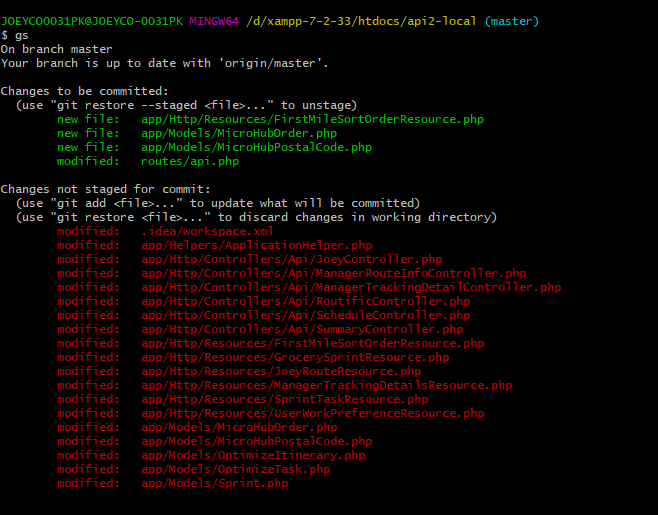 JOEYCO0O31PK@JOEYCO-0O31PK MINGW64 /d/xampp-7-2-33/htdocs/api2-local (master)
$ gs
On branch master
Your branch is up to date with 'origin/master'.
Changes to be committed:
(use "git restore --staged <file>..." to unstage)
new file: app/Http/Resources/FirstMileSortOrderResource.php
new file: app/Models/MicroHubOrder.php
new file: app/Models/MicroHubPostalCode.php
modified: routes/api.php
Changes not staged for commit:
(use "git add <file>..." to update what will be committed)
(use "git restore <file>..." to discard changes in working directory)
modified: .idea/workspace.xml
modified: app/Helpers/ApplicationHelper.php
modified: app/Http/Controllers/Api/JoeyController.php
modified: app/Http/Controllers/Api/ManagerRouteInfoController.php
modified: app/Http/Controllers/Api/ManagerTrackingDetailController.php
modified: app/Http/Controllers/Api/RoutificController.php
modified: app/Http/Controllers/Api/ScheduleController.php
modified: app/Http/Controllers/Api/SummaryController.php
modified: app/Http/Resources/FirstMileSortOrderResource.php
modified: app/Http/Resources/GrocerySprintResource.php
modified: app/Http/Resources/JoeyRouteResource.php
modified: app/Http/Resources/ManagerTrackingDetailsResource.php
modified: app/Http/Resources/SprintTaskResource.php
modified: app/Http/Resources/UserWorkPreferenceResource.php
modified: app/Models/MicroHubOrder.php
modified: app/Models/MicroHubPostalCode.php
modified: app/Models/OptimizeItinerary.php
modified: app/Models/OptimizeTask.php
modified: app/Models/Sprint.php